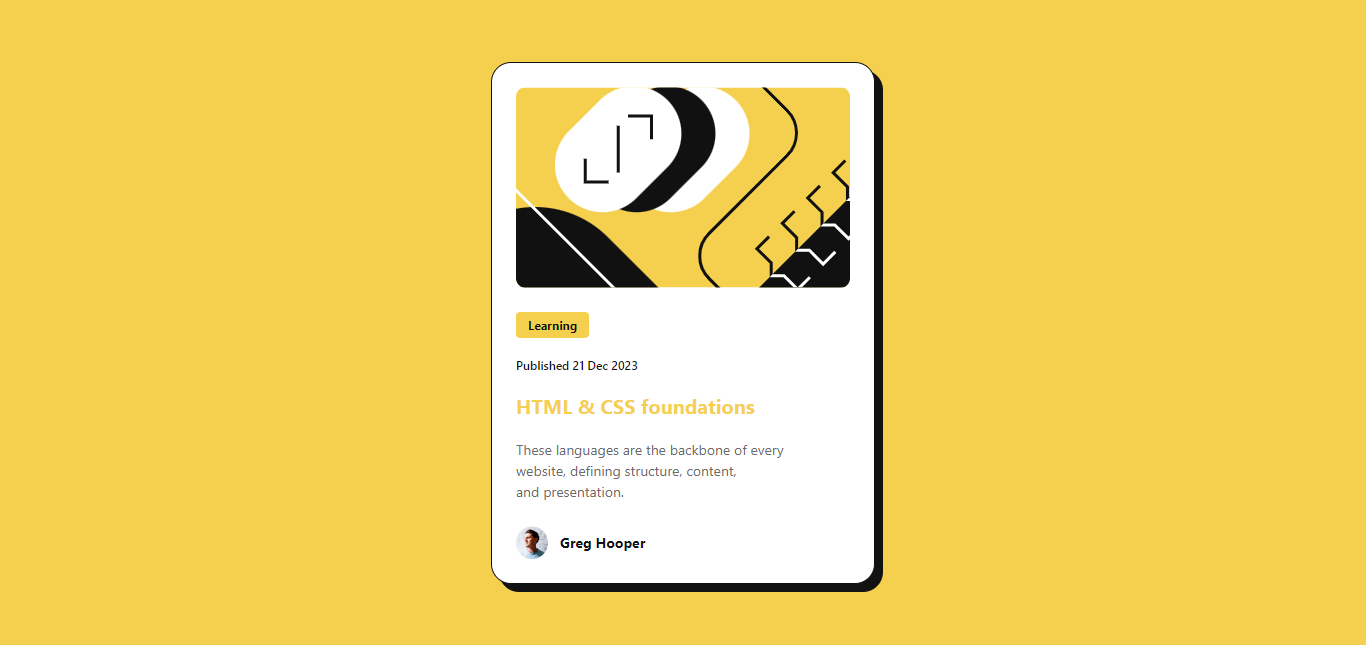 Learning
Published 21 Dec 2023
HTML & CSS foundations
These languages are the backbone of every
website, defining structure, content,
and presentation.
Greg Hooper